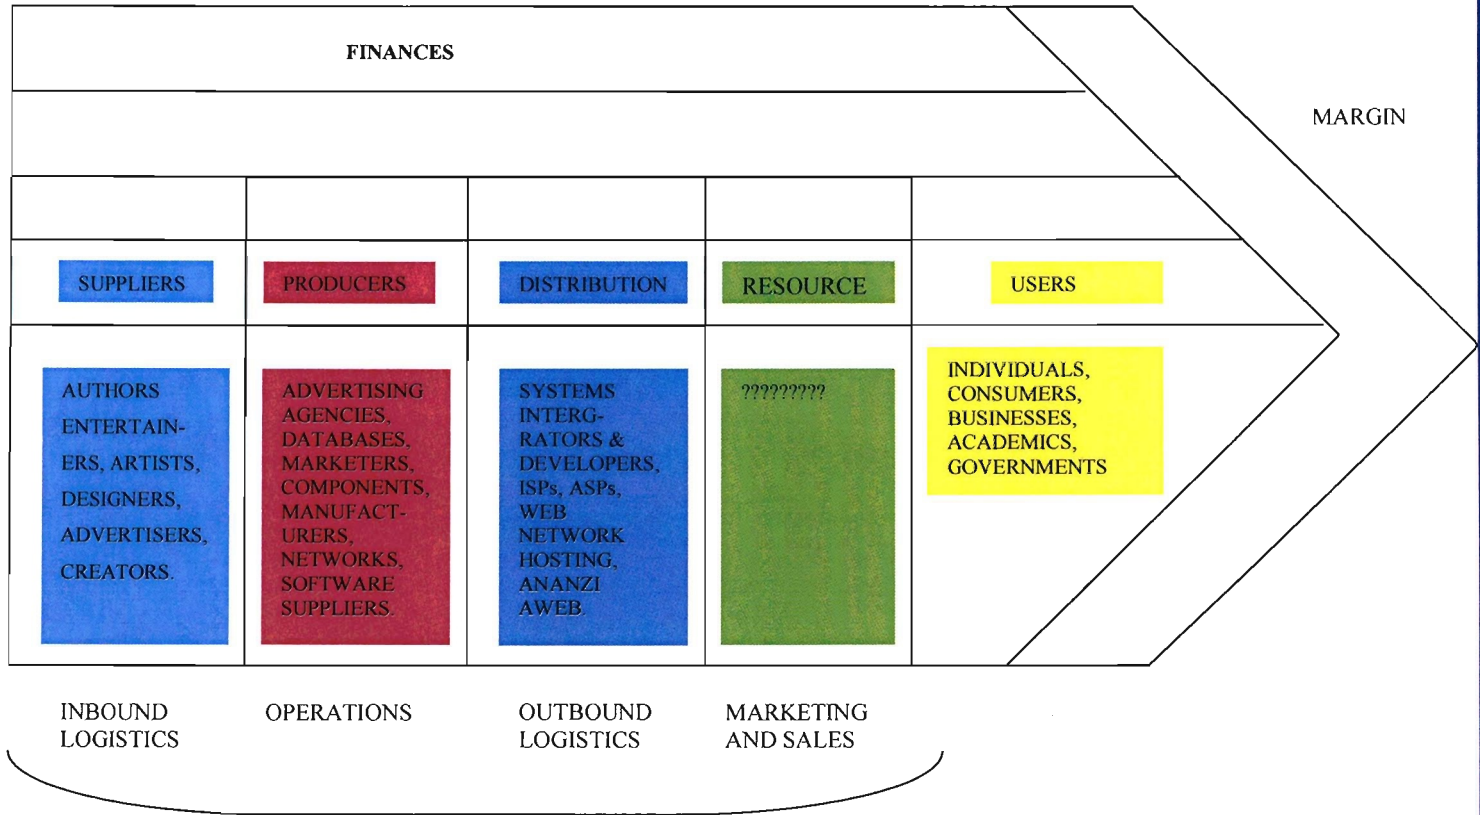 FINANCES
MARGIN
SUPPLIERS
PRODUCERS
DISTRIBUTION
RESOURCE
USERS
AUTHORS
ENTERTAIN-
ERS, ARTISTS,
DESIGNERS,
ADVERTISERS,
CREATORS.
ADVERTISING
AGENCIES,
DATABASES,
MARKETERS,
COMPONENTS,
MANUFACT-
URERS,
NETWORKS,
SOFTWARE
SUPPLIERS.
SYSTEMS
INTERG-
RATORS &
DEVELOPERS,
ISPs, ASPs,
WEB
NETWORK
HOSTING,
ANANZI
AWEB.
?????????
INDIVIDUALS,
CONSUMERS,
BUSINESSES,
ACADEMICS,
GOVERNMENTS
INBOUND
LOGISTICS
OPERATIONS
OUTBOUND
LOGISTICS
MARKETING
AND SALES